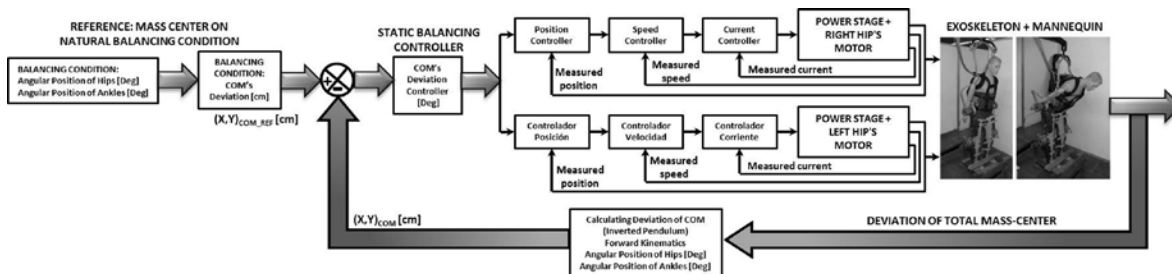 REFERENCE: MASS CENTER ON
NATURAL BALANCING CONDITION
BALANCING CONDITION:
Angular Position of Hips [Deg]
Angular Position of Ankles [Deg]
BALANCING
CONDITION:
COM's
Deviation [cm]
(X,Y)COM_REF [cm]
+
-
STATIC BALANCING
CONTROLLER
COM's
Deviation
Controller
[Deg]
Position
Controller
Speed
Controller
Current
Controller
POWER STAGE +
RIGHT HIP'S
MOTOR
Measured
position
Measured
speed
Measured current
Controlador
Posición
Controlador
Velocidad
Controlador
Corriente
POWER STAGE +
LEFT HIP'S
MOTOR
Measured
position
Measured
speed
Measured current
EXOSKELETON + MANNEQUIN
DEVIATION OF TOTAL MASS-CENTER
Calculating Deviation of COM
(Inverted Pendulum)
Forward Kinematics
Angular Position of Hips [Deg]
Angular Position of Ankles [Deg]
(X,Y)COM [cm]